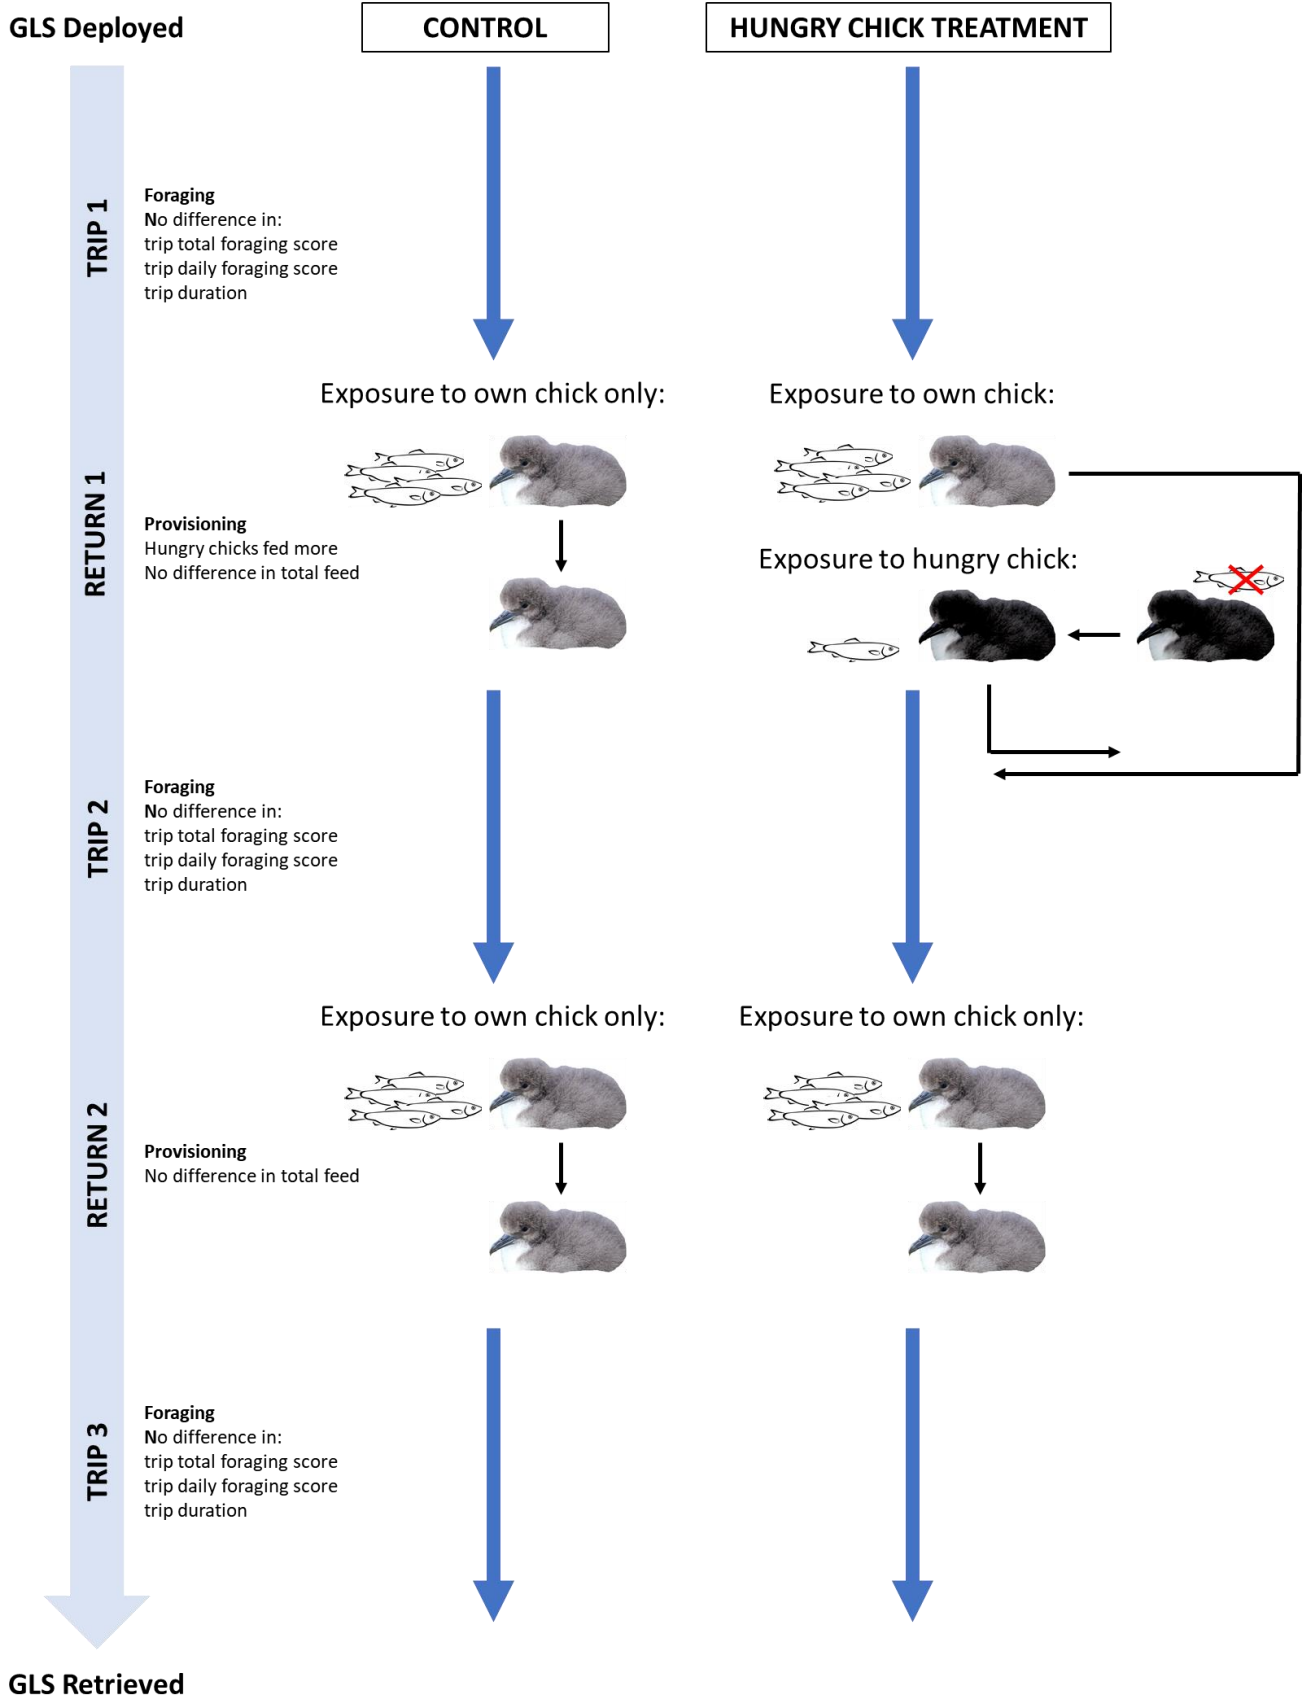 GLS Deployed
CONTROL
HUNGRY CHICK TREATMENT
TRIP 1
Foraging
No difference in:
trip total foraging score
trip daily foraging score
trip duration
RETURN 1
Exposure to own chick only:
Exposure to own chick:
Provisioning
Hungry chicks fed more
No difference in total feed
Exposure to hungry chick:
TRIP 2
Foraging
No difference in:
trip total foraging score
trip daily foraging score
trip duration
RETURN 2
Exposure to own chick only:
Exposure to own chick only:
Provisioning
No difference in total feed
TRIP 3
Foraging
No difference in:
trip total foraging score
trip daily foraging score
trip duration
GLS Retrieved